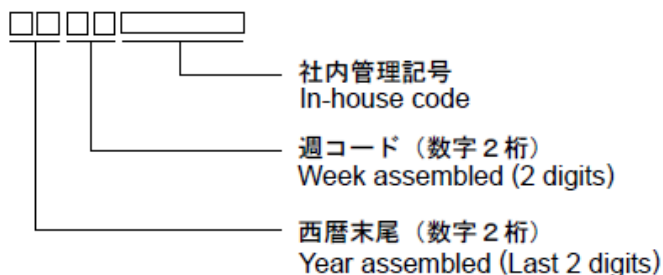 社内管理記号
In-house code
週コード（数字２桁）
Week assembled (2 digits)
西暦末尾（数字２桁）
Year assembled (Last 2 digits)